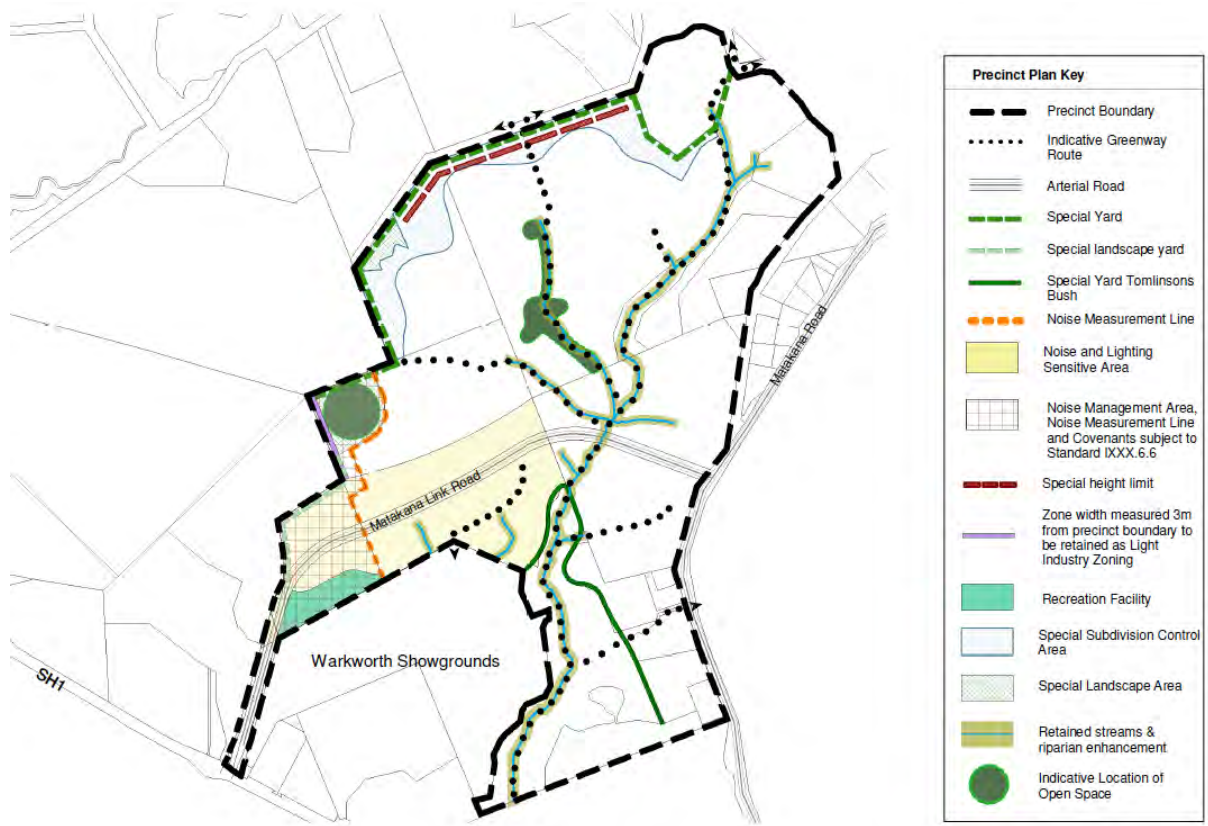 Matakana Road
Matakana Link Road
Warkworth Showgrounds
SH1
Precinct Plan Key
Precinct Boundary
Indicative Greenway
Route
Arterial Road
Special Yard
Special landscape yard
Special Yard Tomlinsons
Bush
Noise Measurement Line
Noise and Lighting
Sensitive Area
Noise Management Area,
Noise Measurement Line
and Covenants subject to
Standard IXXX.6.6
Special height limit
Zone width measured 3m
from precinct boundary to
be retained as Light
Industry Zoning
Recreation Facility
Special Subdivision Control
Area
Special Landscape Area
Retained streams &
riparian enhancement
Indicative Location of
Open Space